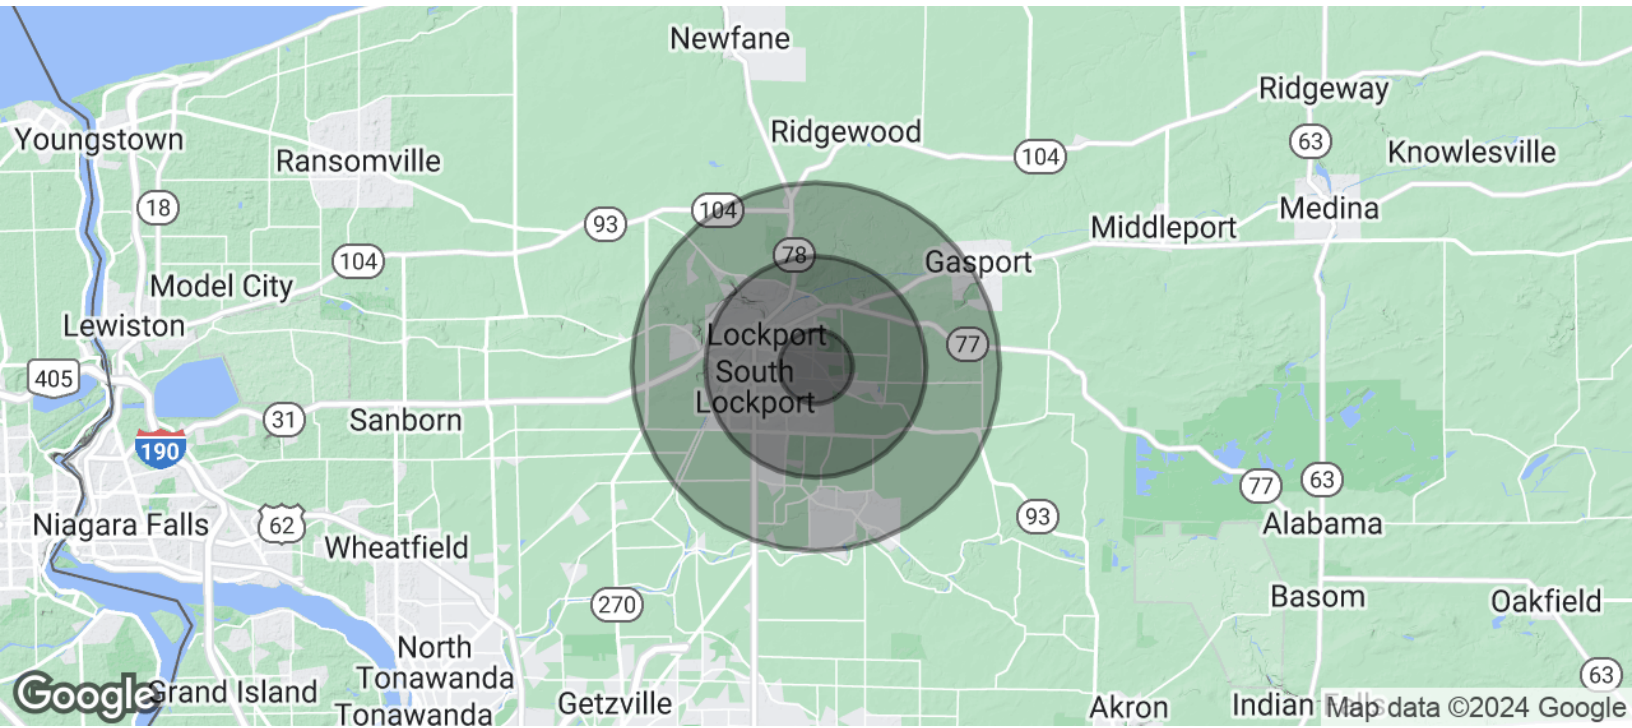 Newfane
Ridgeway
Youngstown
Ridgewood
63
Ransomville
104
Knowlesville
18
104
Medina
93
Middleport
78
104
Gasport
Model City
Lewiston
Lockport
77
405
South
Lockport
31
Sanborn
190
77
63
Niagara Falls
62
93
Alabama
Wheatfield
Basom
270
Oakfield
North
Tonawanda
63
Google
Grand Island
Getzville
Akron
Indian Falls
Map data ©2024 Google
Tonawanda